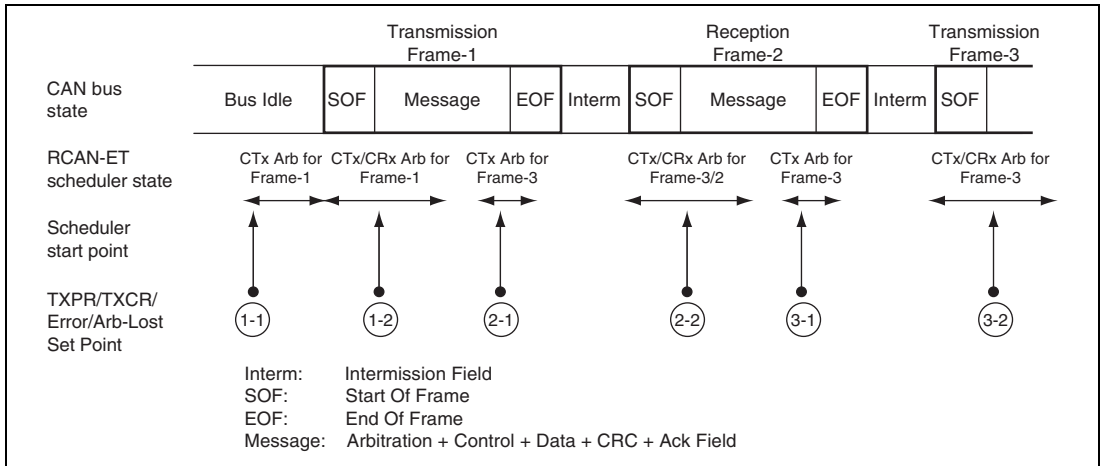 Transmission
Frame-1
Reception
Frame-2
Transmission
Frame-3
CAN bus
state
Bus Idle SOF Message EOF Interm SOF Message EOF Interm SOF
RCAN-ET
scheduler state
CTx Arb for
Frame-1
CTx/CRx Arb for
Frame-1
CTx Arb for
Frame-3
CTx/CRx Arb for
Frame-3/2
CTx Arb for
Frame-3
CTx/CRx Arb for
Frame-3
Scheduler
start point
TXPR/TXCR/
Error/Arb-Lost
Set Point
1-1 1-2 2-1 2-2 3-1 3-2
Interm: Intermission Field
SOF: Start Of Frame
EOF: End Of Frame
Message: Arbitration + Control + Data + CRC + Ack Field